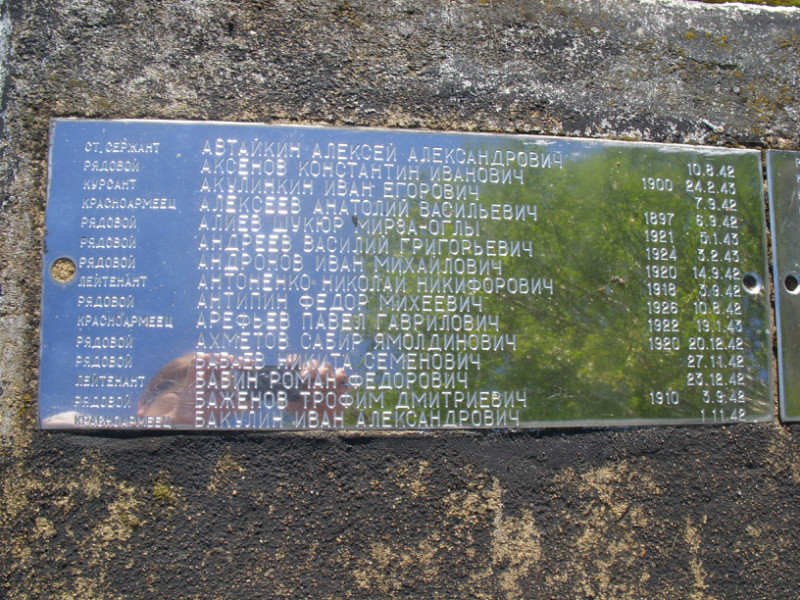 СТ. СЕРЖАНТ АВТАЙКИН АЛЕКСЕЙ АЛЕКСАНДРОВИЧ 10.8.42
РЯДОВОЙ АКСЕНОВ КОНСТАНТИН ИВАНОВИЧ 1900 24.2.43
КУРСАНТ АКУЛИНКИН ИВАН ЕГОРОВИЧ 7.9.42
КРАСНОАРМЕЕЦ АЛЕКСЕЕВ АНАТОЛИЙ ВАСИЛЬЕВИЧ 1897 6.9.42
РЯДОВОЙ АЛИЕВ ШУКЮР МИРЗА-ОГЛЫ 1921 5.1.43
РЯДОВОЙ АНДРЕЕВ ВАСИЛИЙ ГРИГОРЬЕВИЧ 1924 3.2.43
РЯДОВОЙ АНДРОНОВ ИВАН МИХАЙЛОВИЧ 1920 14.9.42
ЛЕЙТЕНАНТ АНТОНЕНКО НИКОЛАЙ НИКИФОРОВИЧ 1918 3.9.42
РЯДОВОЙ АНТИПИН ФЕДОР МИХЕЕВИЧ 1926 10.8.42
КРАСНОАРМЕЕЦ АРЕФЬЕВ ПАВЕЛ ГАВРИЛОВИЧ 1922 19.1.43
РЯДОВОЙ АХМЕТОВ САБИР ЯМОЛДИНОВИЧ 1920 20.12.42
РЯДОВОЙ НИКИТА СЕМЕНОВИЧ 27.11.42
ЛЕЙТЕНАНТ БАБИН РОМАН ФЕДОРОВИЧ 23.12.42
РЯДОВОЙ БАЖЕНОВ ТРОФИМ ДМИТРИЕВИЧ 1910 3.9.42
КРАСНОАРМЕЕЦ БАКУЛИН ИВАН АЛЕКСАНДРОВИЧ 1.11.42